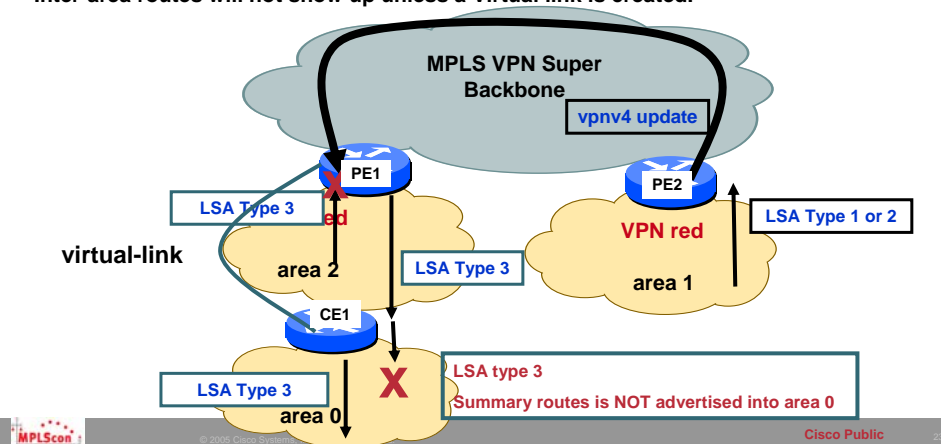 inter-area routes will not show up unless a virtual link is created.
MPLS VPN Super
Backbone
vpnv4 update
PE1
PE2
LSA Type 3
ed
VPN red
LSA Type 1 or 2
virtual-link
area 2
LSA Type 3
area 1
CE1
LSA Type 3
X
X
LSA type 3
Summary routes is NOT advertised into area 0
area 0
MPLScon
© 2005 Cisco Systems
Cisco Public